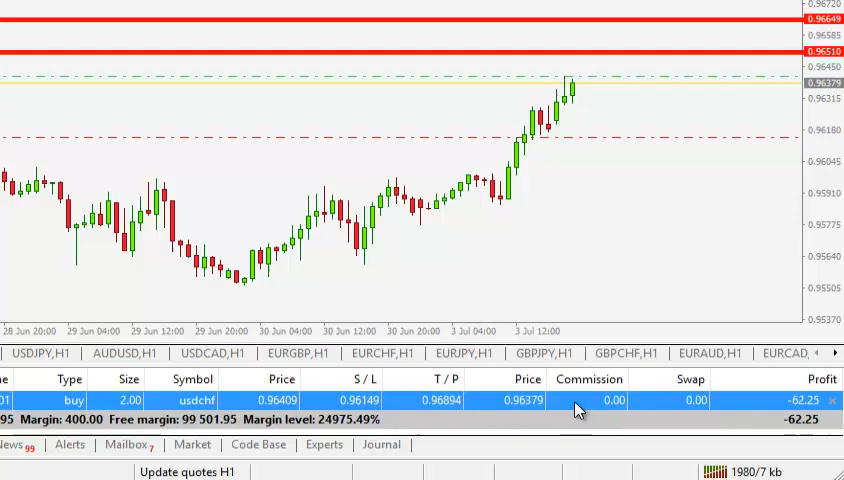 0.96720
0.96649
0.96585
0.96510
0.96450
0.96379
0.96315
0.96180
0.96045
0.95910
0.95775
0.95640
0.95505
0.95370
28 Jun 20:00 29 Jun 04:00 29 Jun 12:00 29 Jun 20:00 30 Jun 04:00 30 Jun 12:00 30 Jun 20:00 3 Jul 04:00 3 Jul 12:00
USDJPY,H1 AUDUSD,H1 USDCAD,H1 EURGBP,H1 EURCHF,H1 EURJPY,H1 GBPJPY,H1 GBPCHF,H1 EURAUD,H1 EURCAD,
ne Type Size Symbol Price S / L T / P Price Commission Swap Profit
01 buy 2.00 usdchf 0.96409 0.96149 0.96894 0.96379 0.00 0.00 -62.25
95 Margin: 400.00 Free margin: 99 501.95 Margin level: 24975.49% -62.25
News 99 Alerts Mailbox 7 Market Code Base Experts Journal
Update quotes H1 1980/7 kb